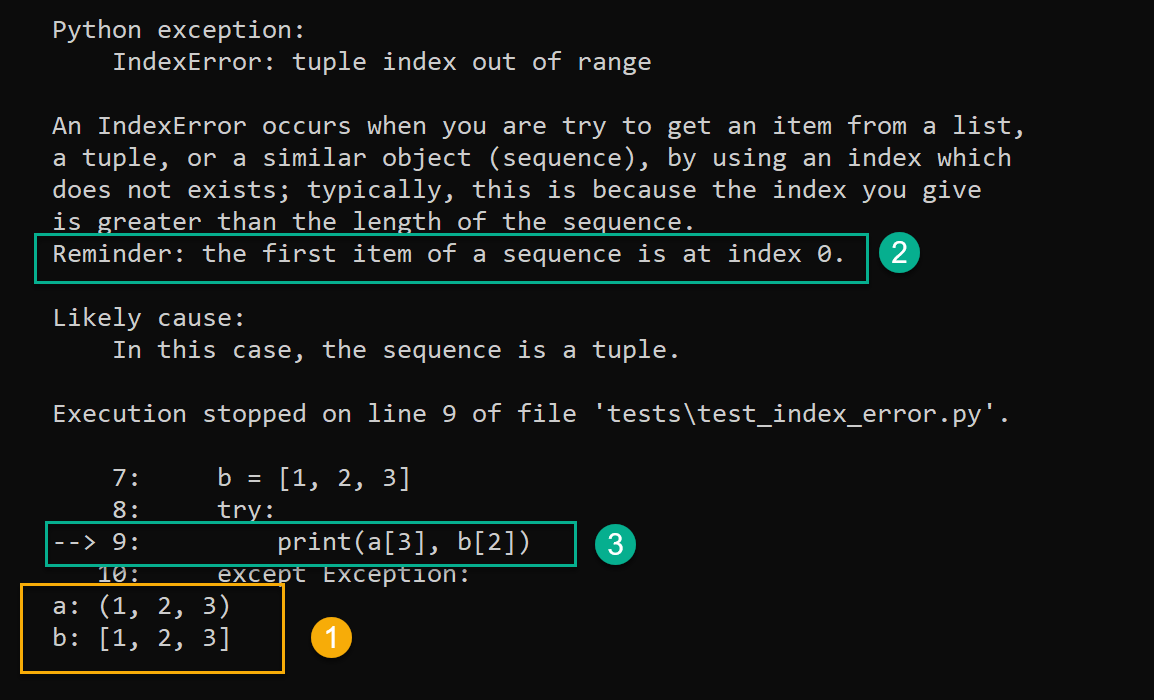 Python exception:
    IndexError: tuple index out of range

An IndexError occurs when you are try to get an item from a list,
a tuple, or a similar object (sequence), by using an index which
does not exists; typically, this is because the index you give
is greater than the length of the sequence.
Reminder: the first item of a sequence is at index 0.
2

Likely cause:
    In this case, the sequence is a tuple.

Execution stopped on line 9 of file 'tests\test_index_error.py'.

    7:     b = [1, 2, 3]
    8:     try:
--> 9:         print(a[3], b[2])
3
   10:     except Exception:
a: (1, 2, 3)
b: [1, 2, 3]
1